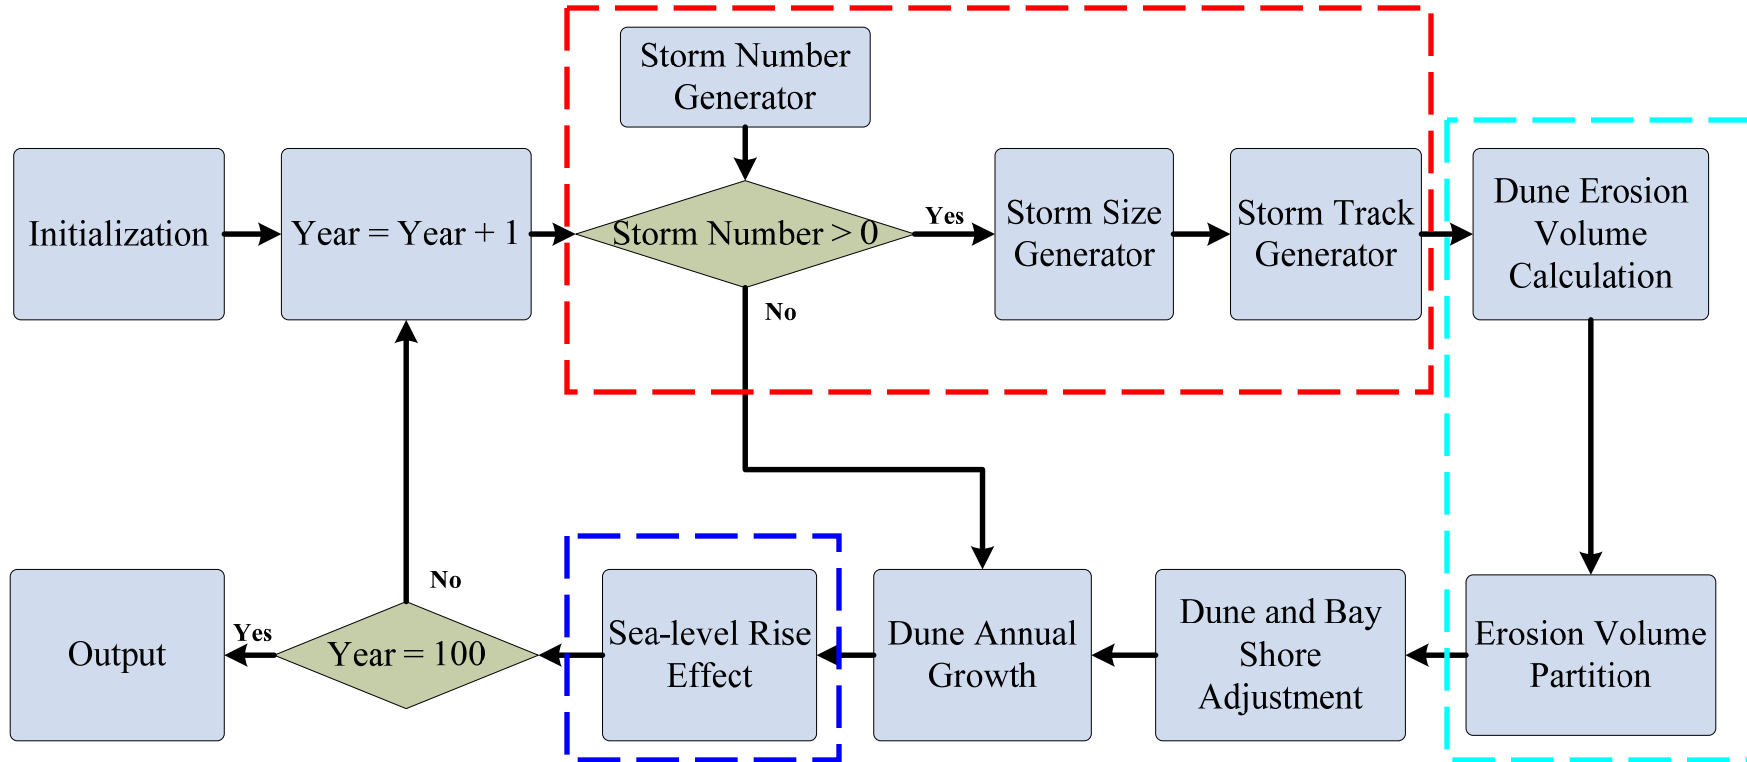 Storm Number
Generator
Initialization
Year = Year + 1
Storm Number > 0
Yes
No
Storm Size
Generator
Storm Track
Generator
Dune Erosion
Volume
Calculation
Erosion Volume
Partition
Dune and Bay
Shore
Adjustment
Dune Annual
Growth
Sea-level Rise
Effect
Year = 100
No
Yes
Output